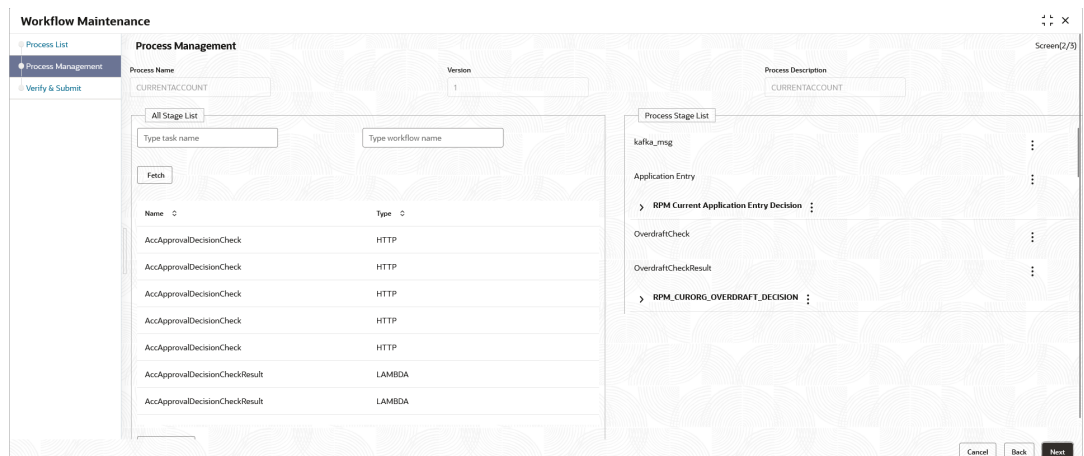 Workflow Maintenance
Process List
Process Management
Verify & Submit
Process Management
Screen(2/3)
Process Name
Version
Process Description
CURRENTACCOUNT
1
CURRENTACCOUNT
All Stage List
Type task name
Type workflow name
Fetch
Name
Type
AccApprovalDecisionCheck
HTTP
AccApprovalDecisionCheck
HTTP
AccApprovalDecisionCheck
HTTP
AccApprovalDecisionCheck
HTTP
AccApprovalDecisionCheck
HTTP
AccApprovalDecisionCheckResult
LAMBDA
AccApprovalDecisionCheckResult
LAMBDA
Process Stage List
kafka_msg
Application Entry
RPM Current Application Entry Decision
OverdraftCheck
OverdraftCheckResult
RPM_CURORG_OVERDRAFT_DECISION
Cancel
Back
Next